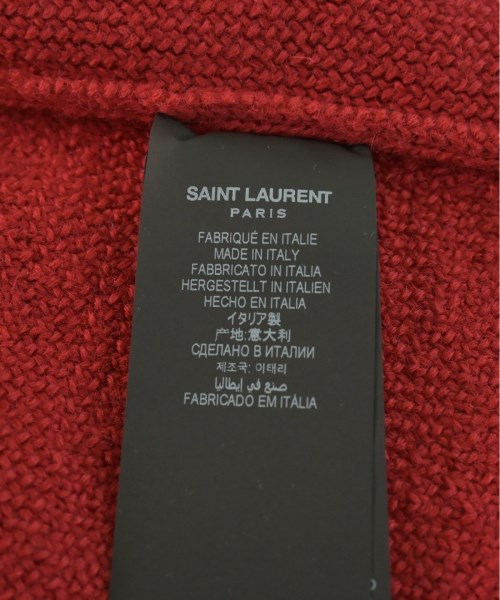 SAINT LAURENT
PARIS
FABRIQUÉ EN ITALIE
MADE IN ITALY
FABBRICATO IN ITALIA
HERGESTELLT IN ITALIEN
HECHO EN ITALIA
イタリア製
产地:意大利
СДЕЛАНО В ИТАЛИИ
제조국: 이태리
صنع في إيطاليا
FABRICADO EM ITÁLIA